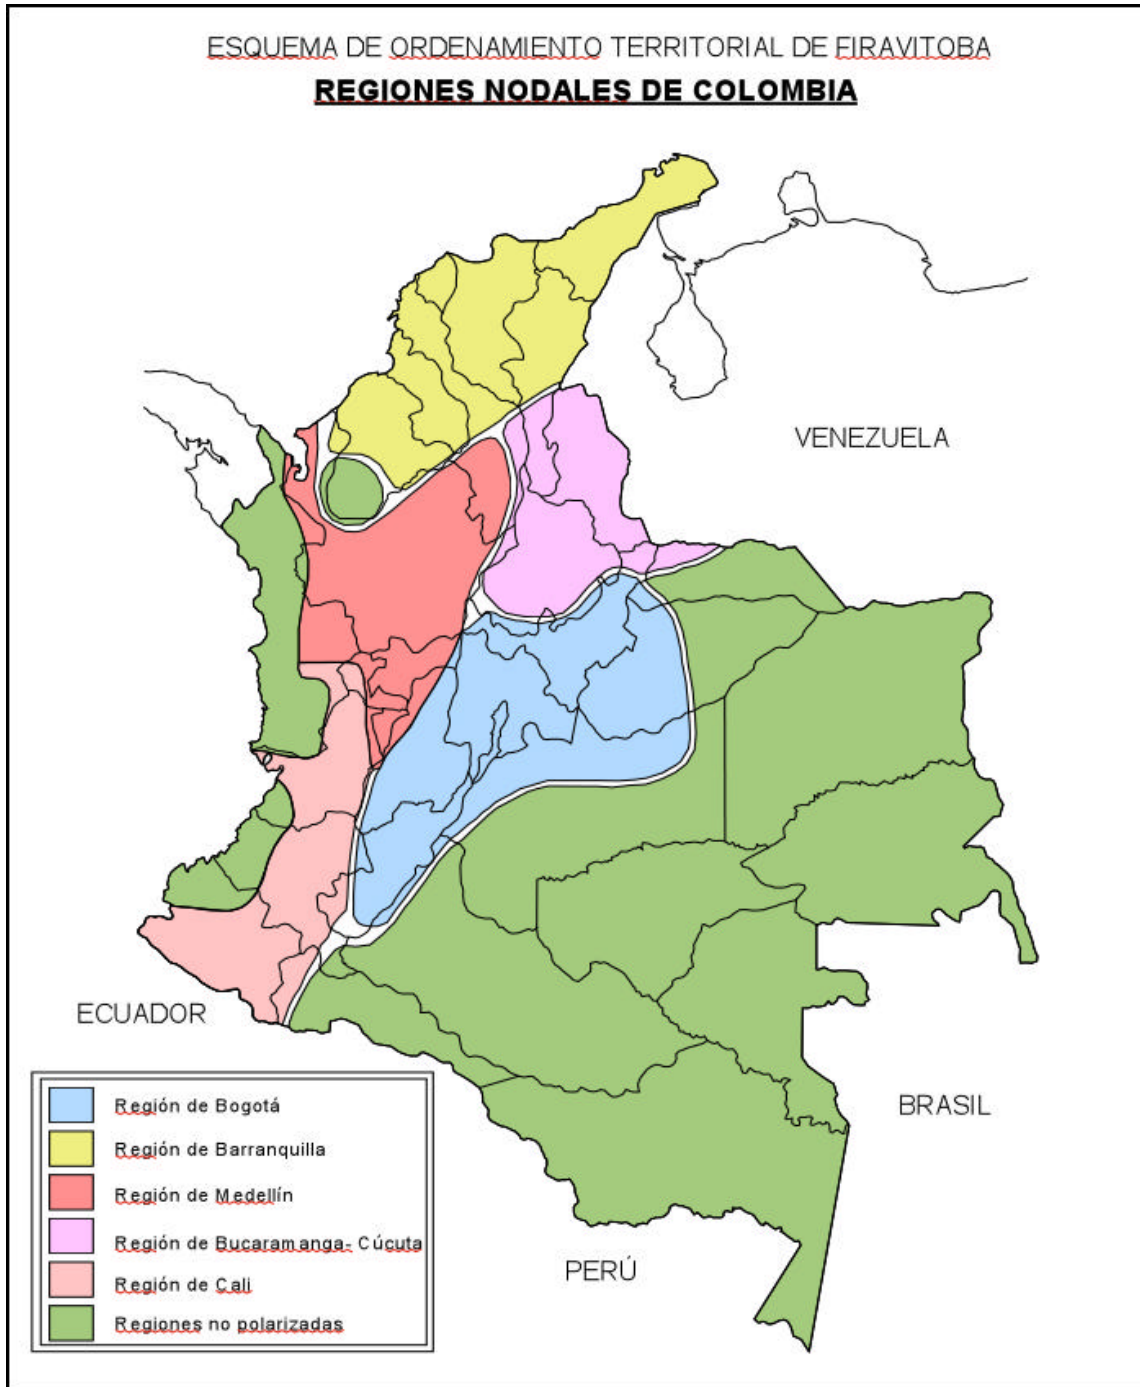 ESQUEMA DE ORDENAMIENTO TERRITORIAL DE FIRAVITOBA
REGIONES NODALES DE COLOMBIA
VENEZUELA
ECUADOR
BRASIL
PERÚ
Región de Bogotá
Región de Barranquilla
Región de Medellín
Región de Bucaramanga- Cúcuta
Región de Cali
Regiones no polarizadas